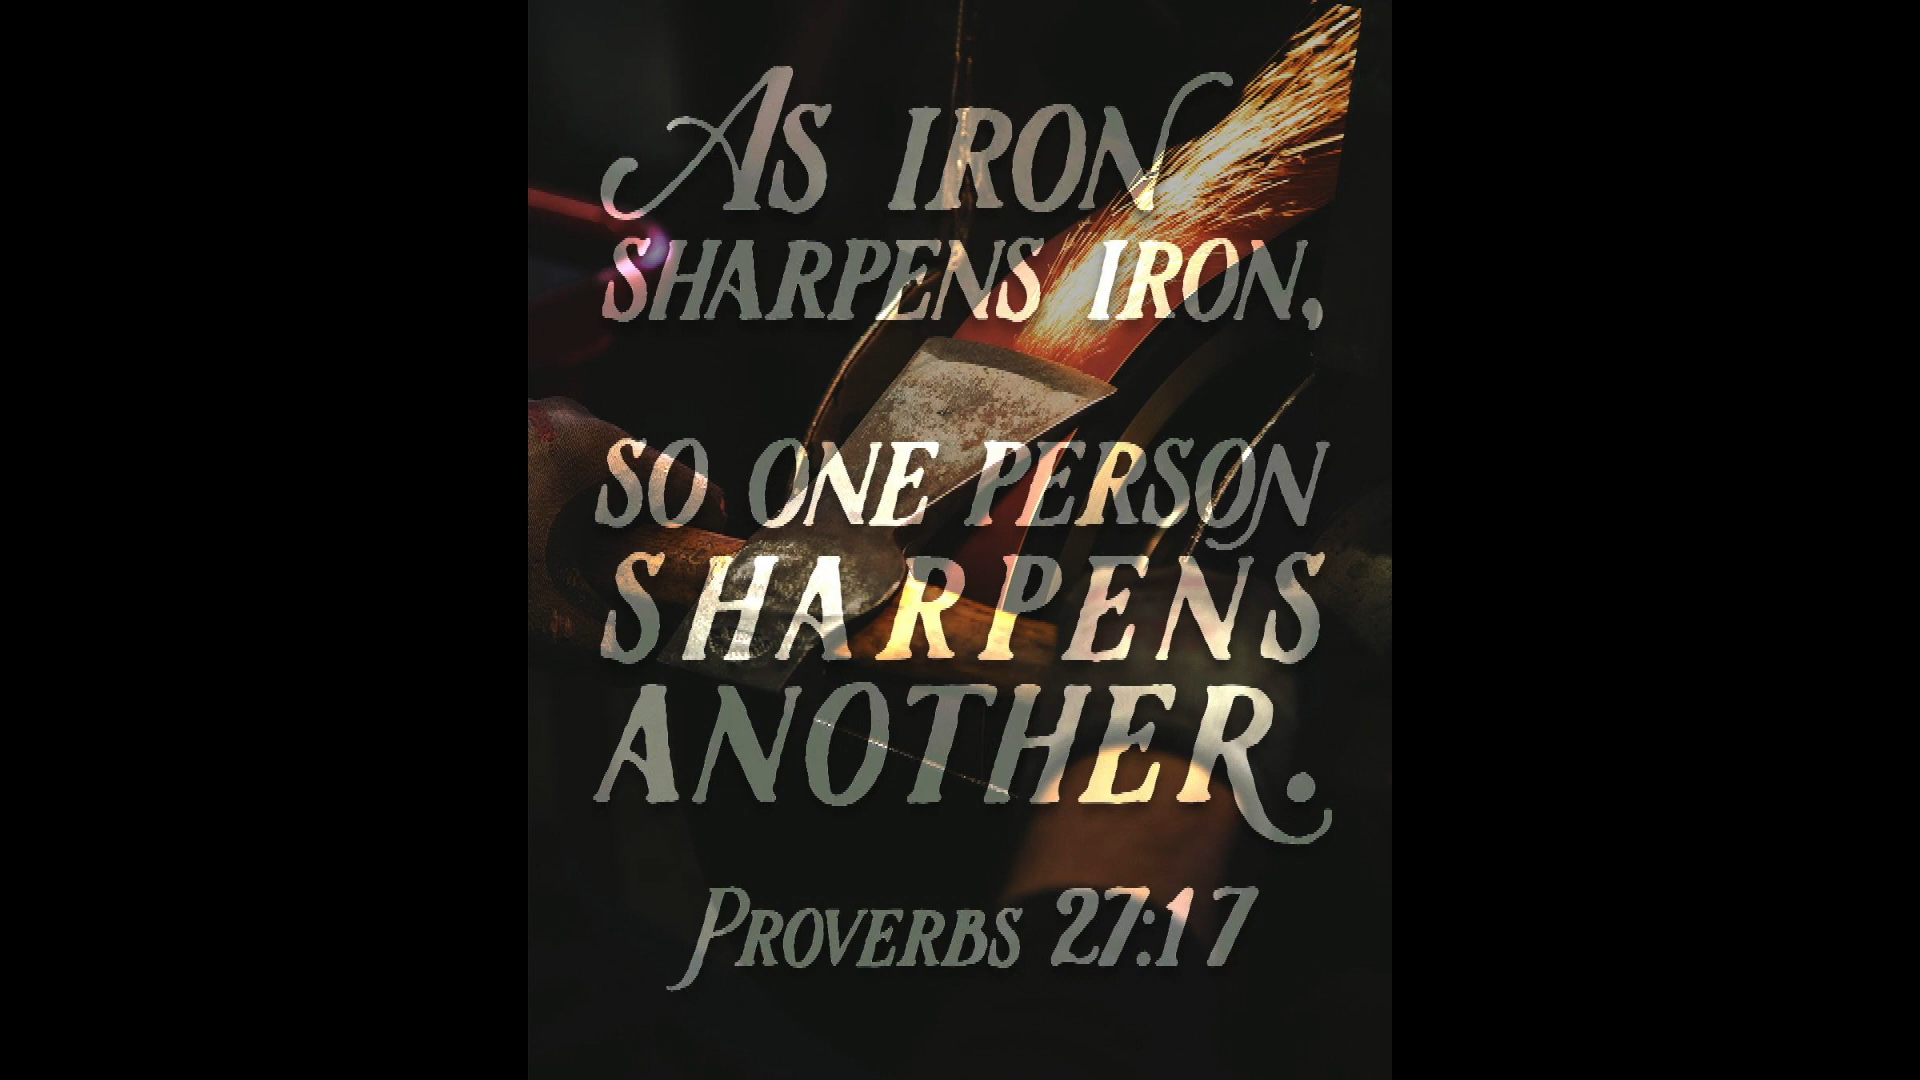 As iron
sharpens iron,
so one person
sharpens
another.
Proverbs 27:17